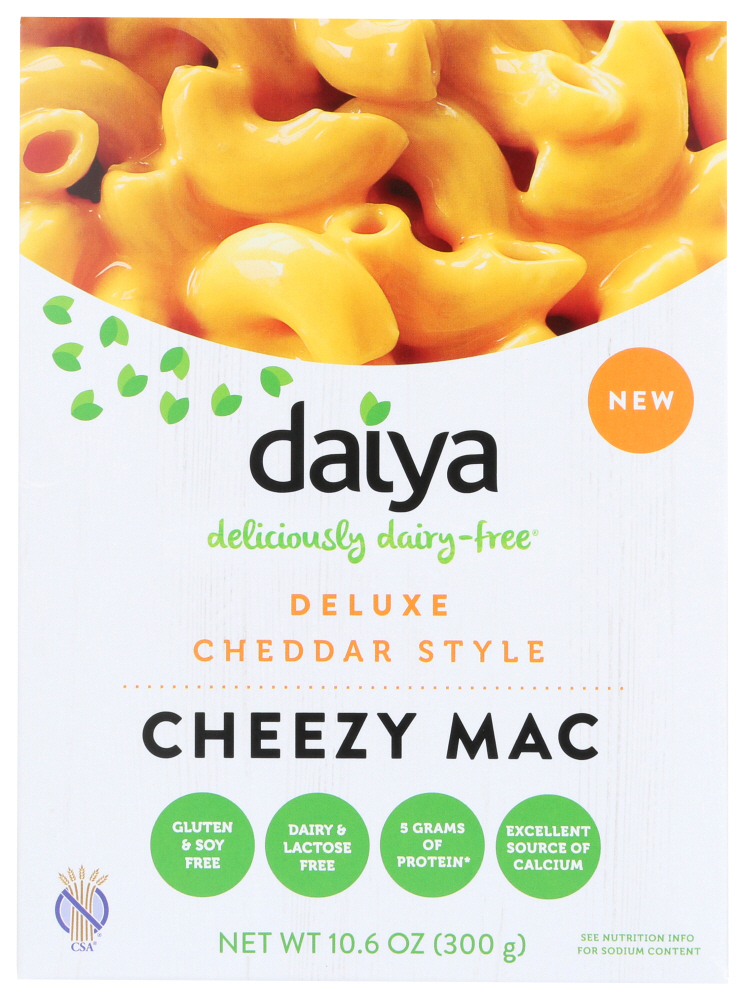 NEW
daiya
deliciously dairy-free®
DELUXE
CHEDDAR STYLE
CHEEZY MAC
GLUTEN
& SOY
FREE
DAIRY &
LACTOSE
FREE
5 GRAMS
OF
PROTEIN*
EXCELLENT
SOURCE OF
CALCIUM
CSA®
NET WT 10.6 OZ (300 g)
SEE NUTRITION INFO
FOR SODIUM CONTENT